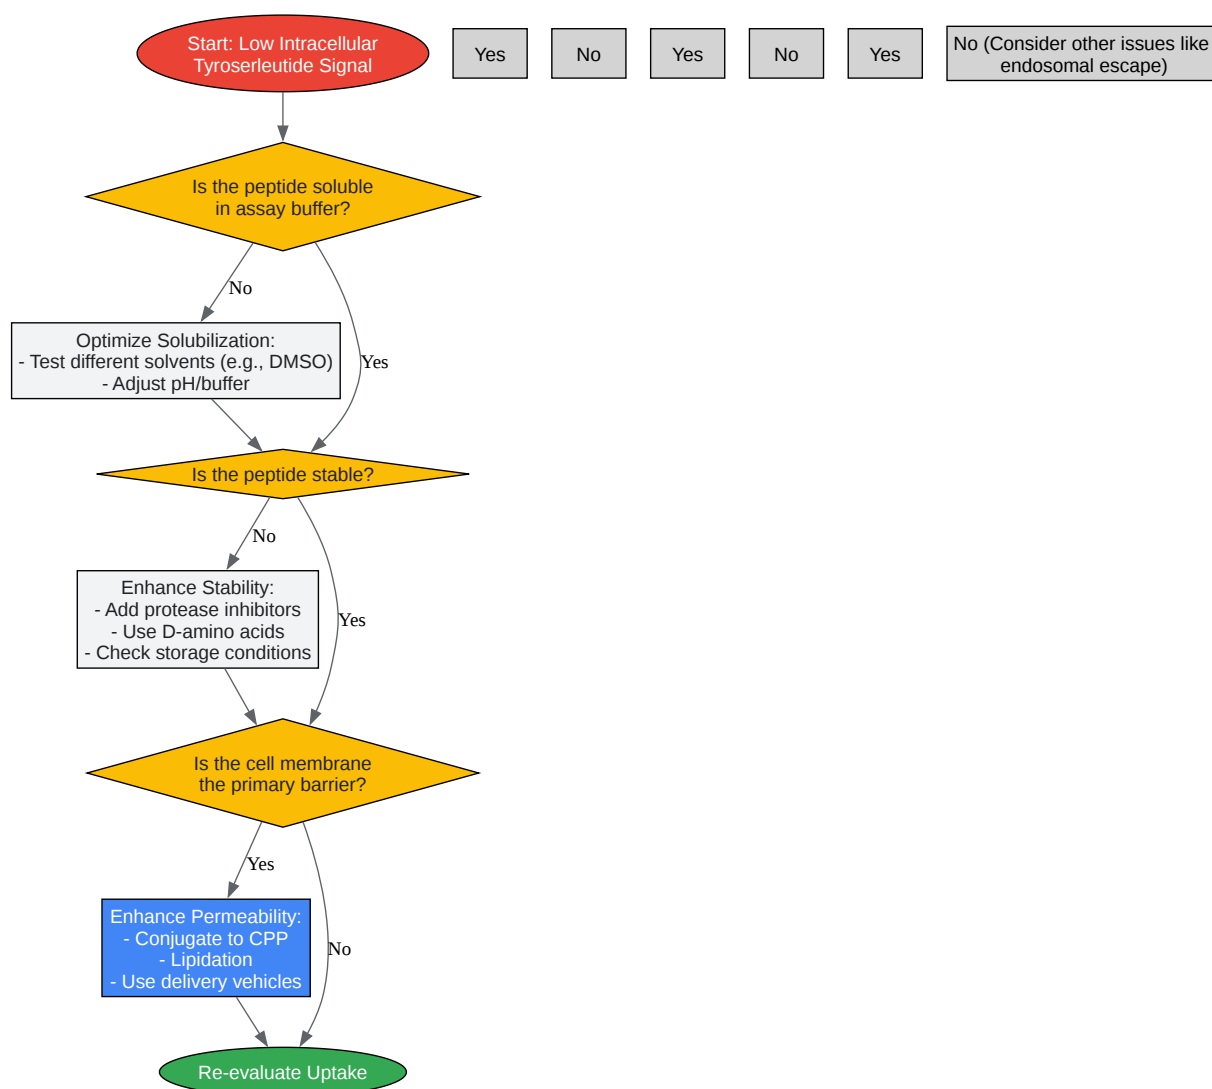 Start: Low Intracellular
Tyroserleutide Signal
Yes
No
Yes
No
Yes
No (Consider other issues like
endosomal escape)
Is the peptide soluble
in assay buffer?
No
Optimize Solubilization:
- Test different solvents (e.g., DMSO)
- Adjust pH/buffer
Yes
Is the peptide stable?
No
Enhance Stability:
- Add protease inhibitors
- Use D-amino acids
- Check storage conditions
Yes
Is the cell membrane
the primary barrier?
Yes
Enhance Permeability:
- Conjugate to CPP
- Lipidation
- Use delivery vehicles
No
Re-evaluate Uptake